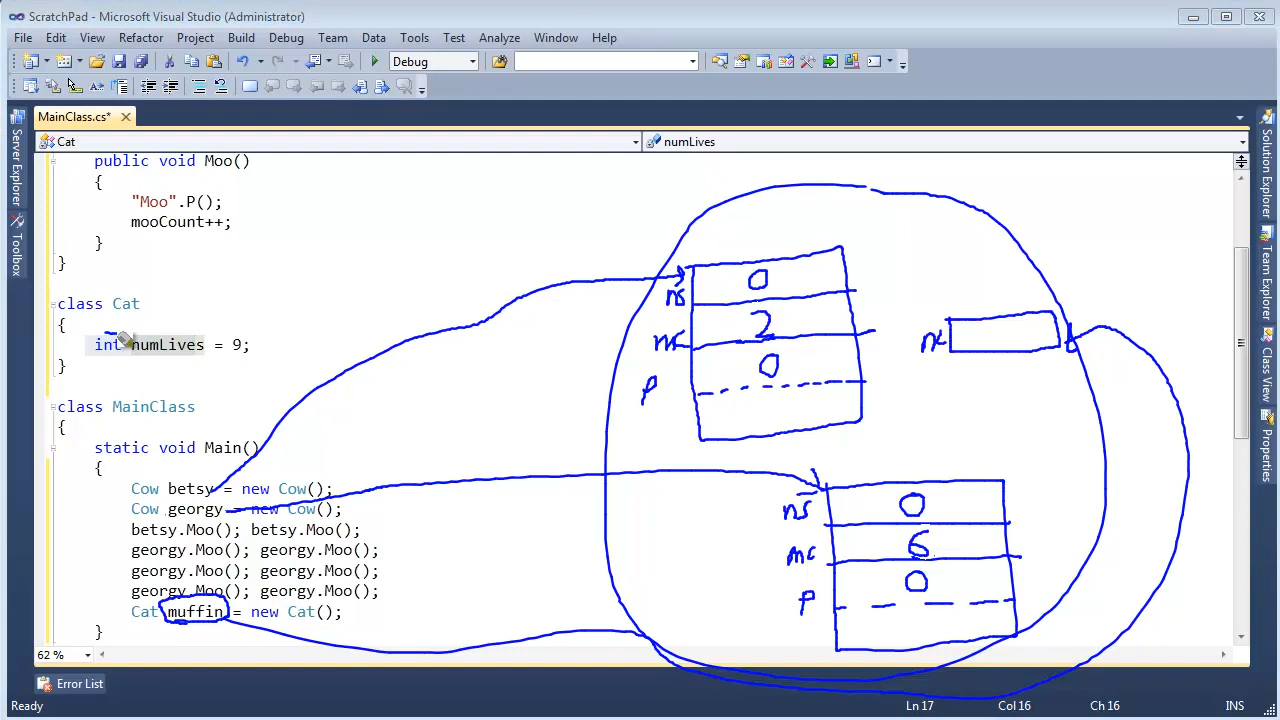 ScratchPad - Microsoft Visual Studio (Administrator)
File Edit View Refactor Project Build Debug Team Data Tools Test Analyze Window Help
Debug
MainClass.cs*
Cat numLives
public void Moo()
{
"Moo".P();
mooCount++;
}
}
class Cat
{
int numLives = 9;
}
class MainClass
{
static void Main()
{
Cow betsy = new Cow();
Cow georgy = new Cow();
betsy.Moo(); betsy.Moo();
georgy.Moo(); georgy.Moo();
georgy.Moo(); georgy.Moo();
georgy.Moo(); georgy.Moo();
Cat muffin = new Cat();
}
62 %
Error List
Ready Ln 17 Col 16 Ch 16 INS
Server Explorer
Toolbox
Solution Explorer
Team Explorer
Class View
Properties
ns 0
mc 2
p 0
ns 0
mc 6
p 0